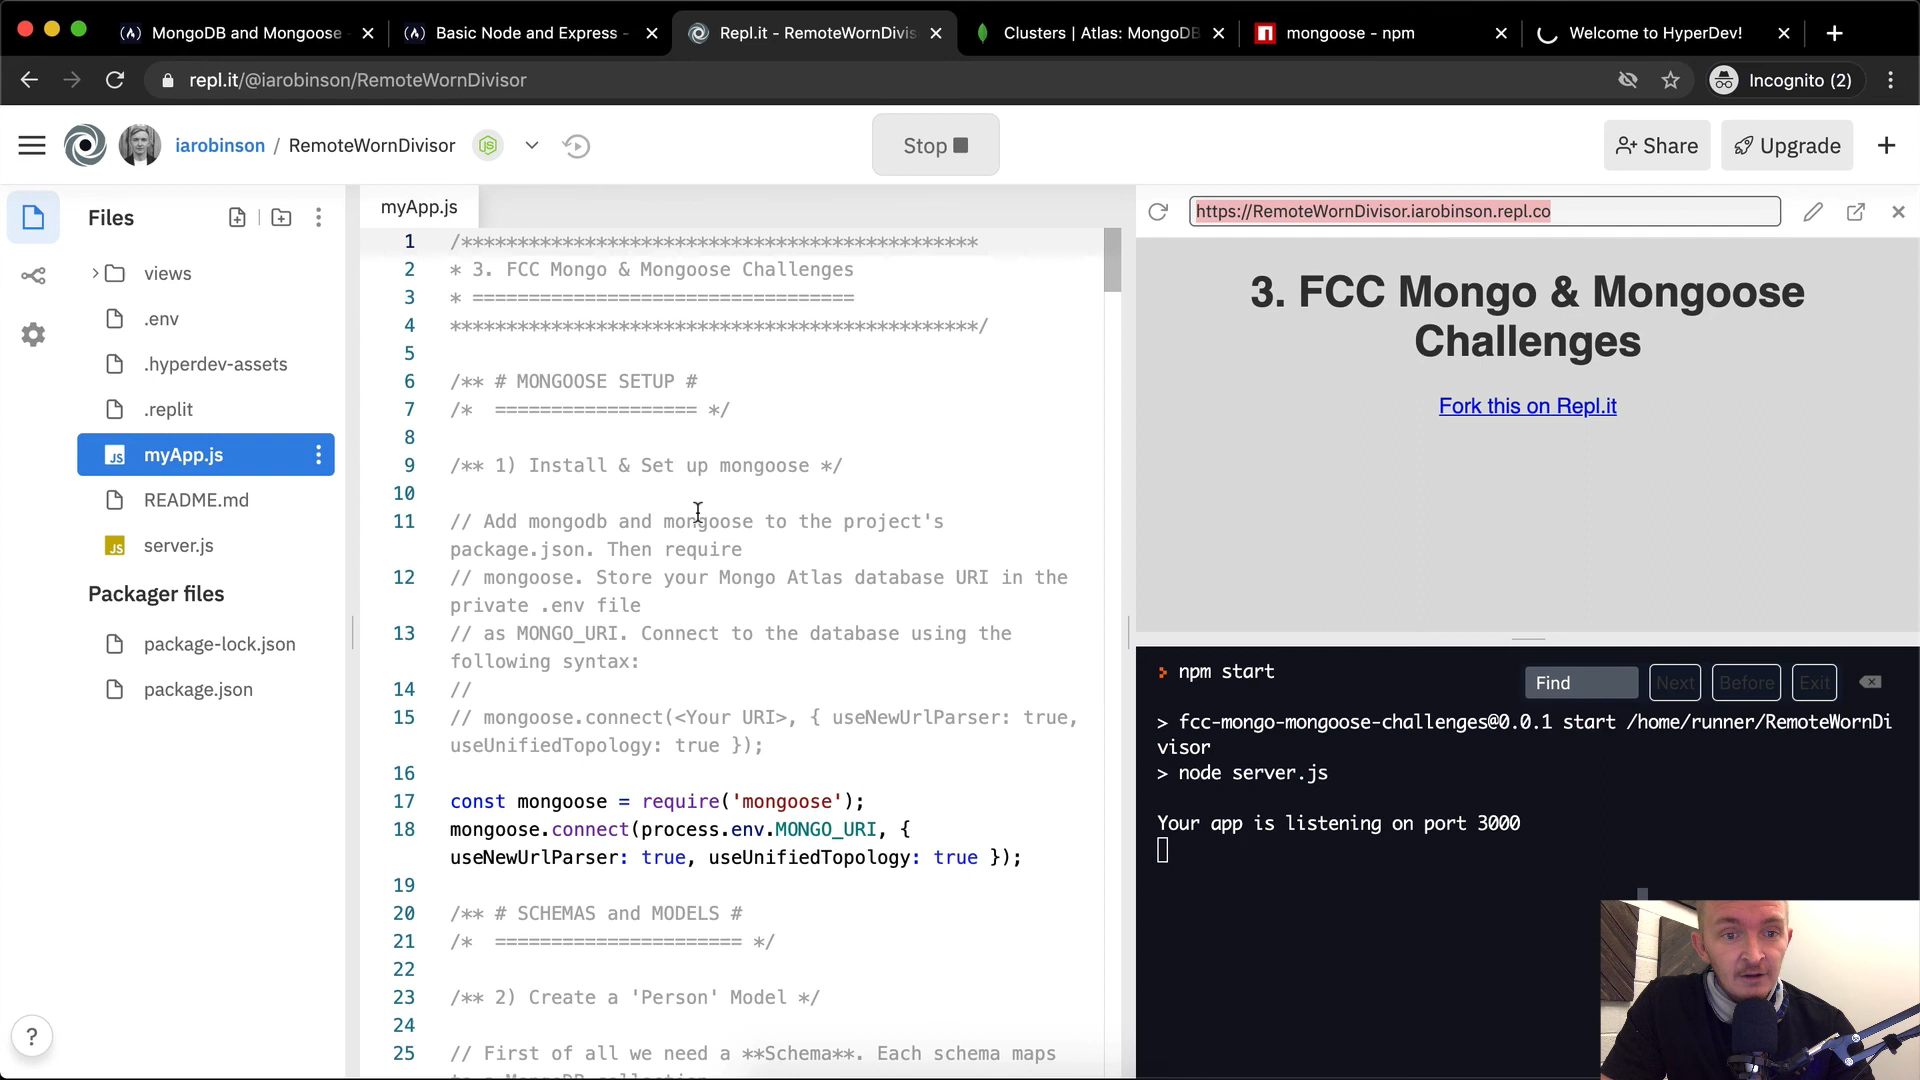 MongoDB and Mongoose
Basic Node and Express -
Repl.it - RemoteWornDivis
Clusters | Atlas: MongoDB
mongoose - npm
Welcome to HyperDev!
repl.it/@iarobinson/RemoteWornDivisor
Incognito (2)
iarobinson / RemoteWornDivisor
Stop
Share
Upgrade
Files
views
.env
.hyperdev-assets
.replit
myApp.js
README.md
server.js
Packager files
package-lock.json
package.json
?
myApp.js
1 /**********************************************
2 * 3. FCC Mongo & Mongoose Challenges
3 * ==================================
4 ***********************************************/
5
6 /** # MONGOOSE SETUP #
7 /*  ================== */
8
9 /** 1) Install & Set up mongoose */
10
11 // Add mongodb and mongoose to the project's
package.json. Then require
12 // mongoose. Store your Mongo Atlas database URI in the
private .env file
13 // as MONGO_URI. Connect to the database using the
following syntax:
14 //
15 // mongoose.connect(<Your URI>, { useNewUrlParser: true,
useUnifiedTopology: true });
16
17 const mongoose = require('mongoose');
18 mongoose.connect(process.env.MONGO_URI, {
useNewUrlParser: true, useUnifiedTopology: true });
19
20 /** # SCHEMAS and MODELS #
21 /*  ====================== */
22
23 /** 2) Create a 'Person' Model */
24
25 // First of all we need a **Schema**. Each schema maps
to a MongoDB collection
https://RemoteWornDivisor.iarobinson.repl.co
3. FCC Mongo & Mongoose
Challenges
Fork this on Repl.it
npm start
Find
Next
Before
Exit
> fcc-mongo-mongoose-challenges@0.0.1 start /home/runner/RemoteWornDi
visor
> node server.js
Your app is listening on port 3000